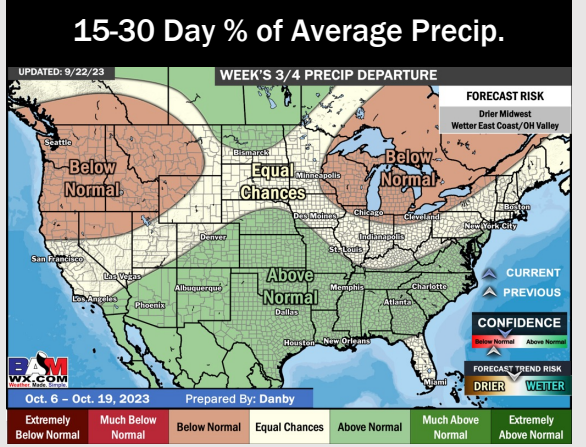 15-30 Day % of Average Precip.
UPDATED: 9/22/23
WEEK'S 3/4 PRECIP DEPARTURE
FORECAST RISK
Drier Midwest
Wetter East Coast/OH Valley
Seattle
Below
Normal
Bismarck
Equal
Chances
Minneapolis
Below
Normal
Boston
Des Moines
Chicago
Cleveland
New York City
Denver
Indianapolis
St. Louis
San Francisco
Las Vegas
Los Angeles
Albuquerque
Phoenix
Above
Normal
Dallas
Memphis
Charlotte
Atlanta
Houston
New Orleans
Miami
CURRENT
PREVIOUS
CONFIDENCE
Below Normal
Above Normal
FORECAST TREND RISK
DRIER
WETTER
BAM
WX.COM
Weather. Made. Simple.
Oct. 6 – Oct. 19, 2023
Prepared By: Danby
Extremely
Below Normal
Much Below
Normal
Below Normal
Equal Chances
Above Normal
Much Above
Normal
Extremely
Above Normal